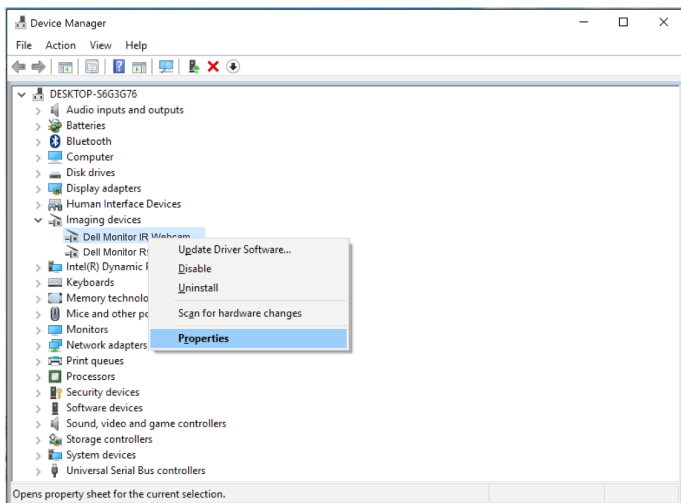 Device Manager
File Action View Help
DESKTOP-S6G3G76
Audio inputs and outputs
Batteries
Bluetooth
Computer
Disk drives
Display adapters
Human Interface Devices
Imaging devices
Dell Monitor IR Webcam
Dell Monitor
Intel(R) Dynamic
Keyboards
Memory technolo
Mice and other po
Monitors
Network adapters
Print queues
Processors
Security devices
Software devices
Sound, video and game controllers
Storage controllers
System devices
Universal Serial Bus controllers
Update Driver Software...
Disable
Uninstall
Scan for hardware changes
Properties
Opens property sheet for the current selection.